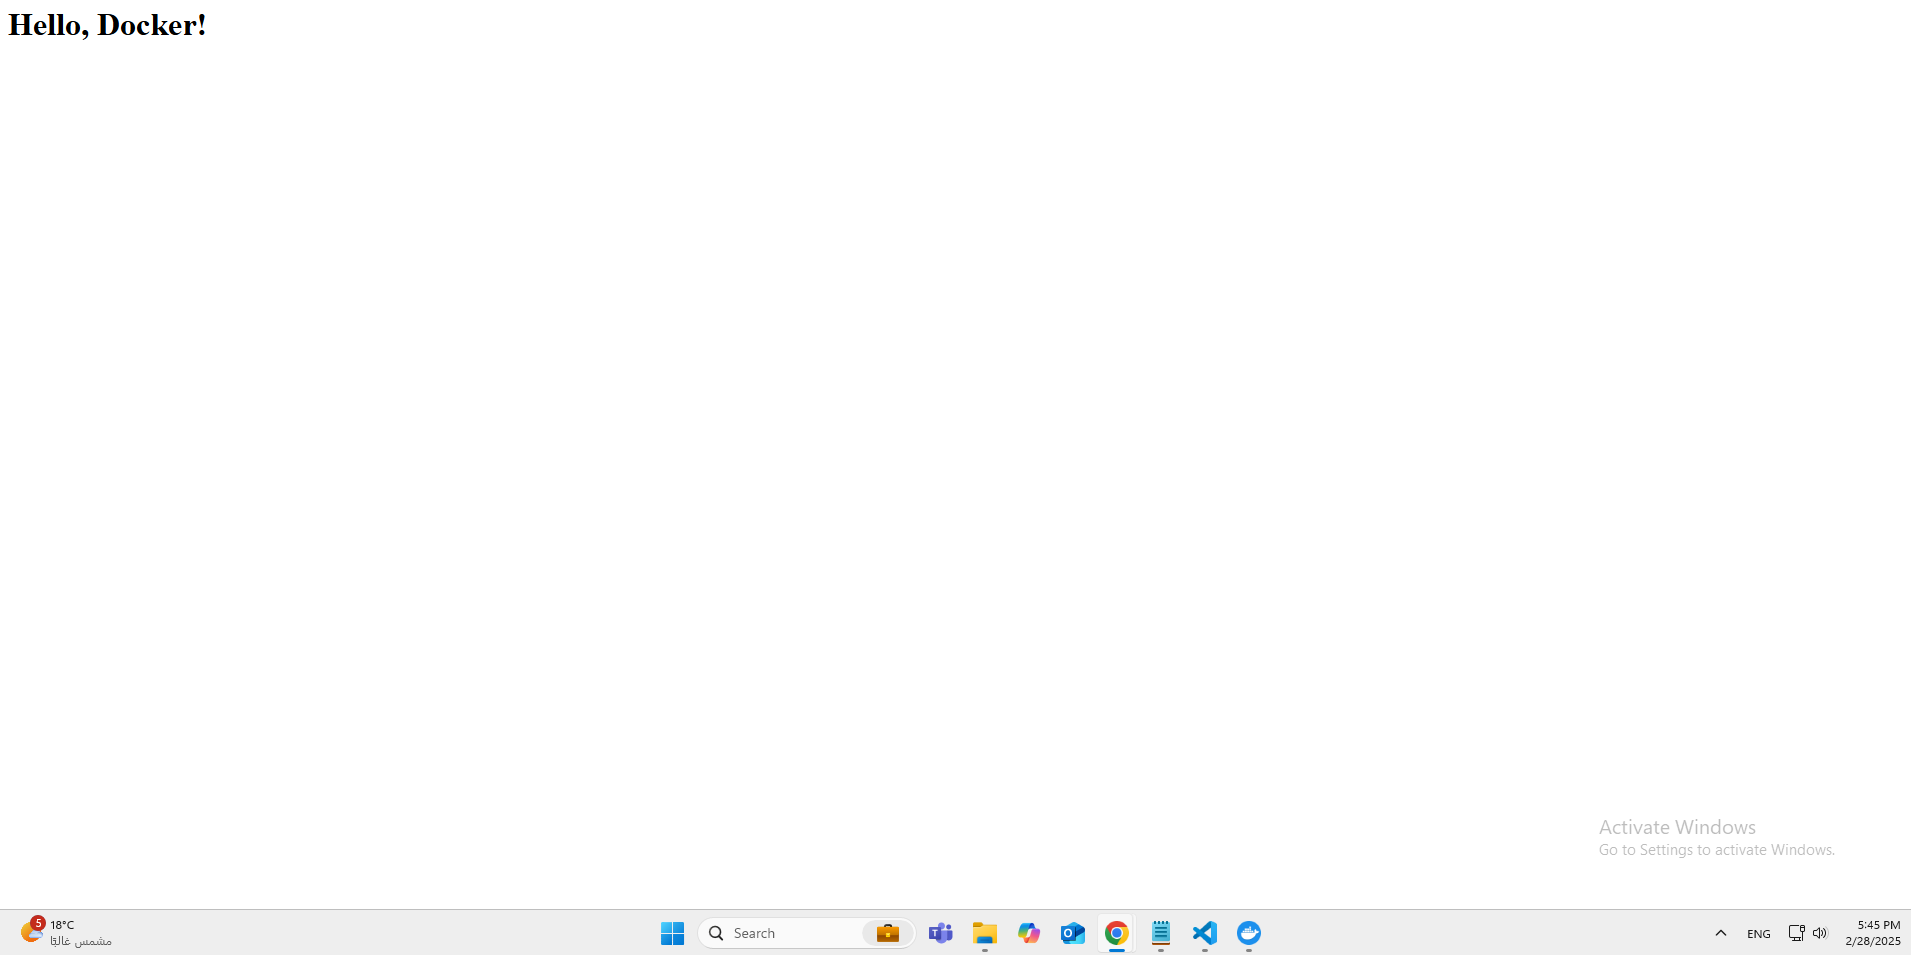 Hello, Docker!
Activate Windows
Go to Settings to activate Windows.
5
18°C
مشمس غالبًا
Search
ENG
5:45 PM
2/28/2025